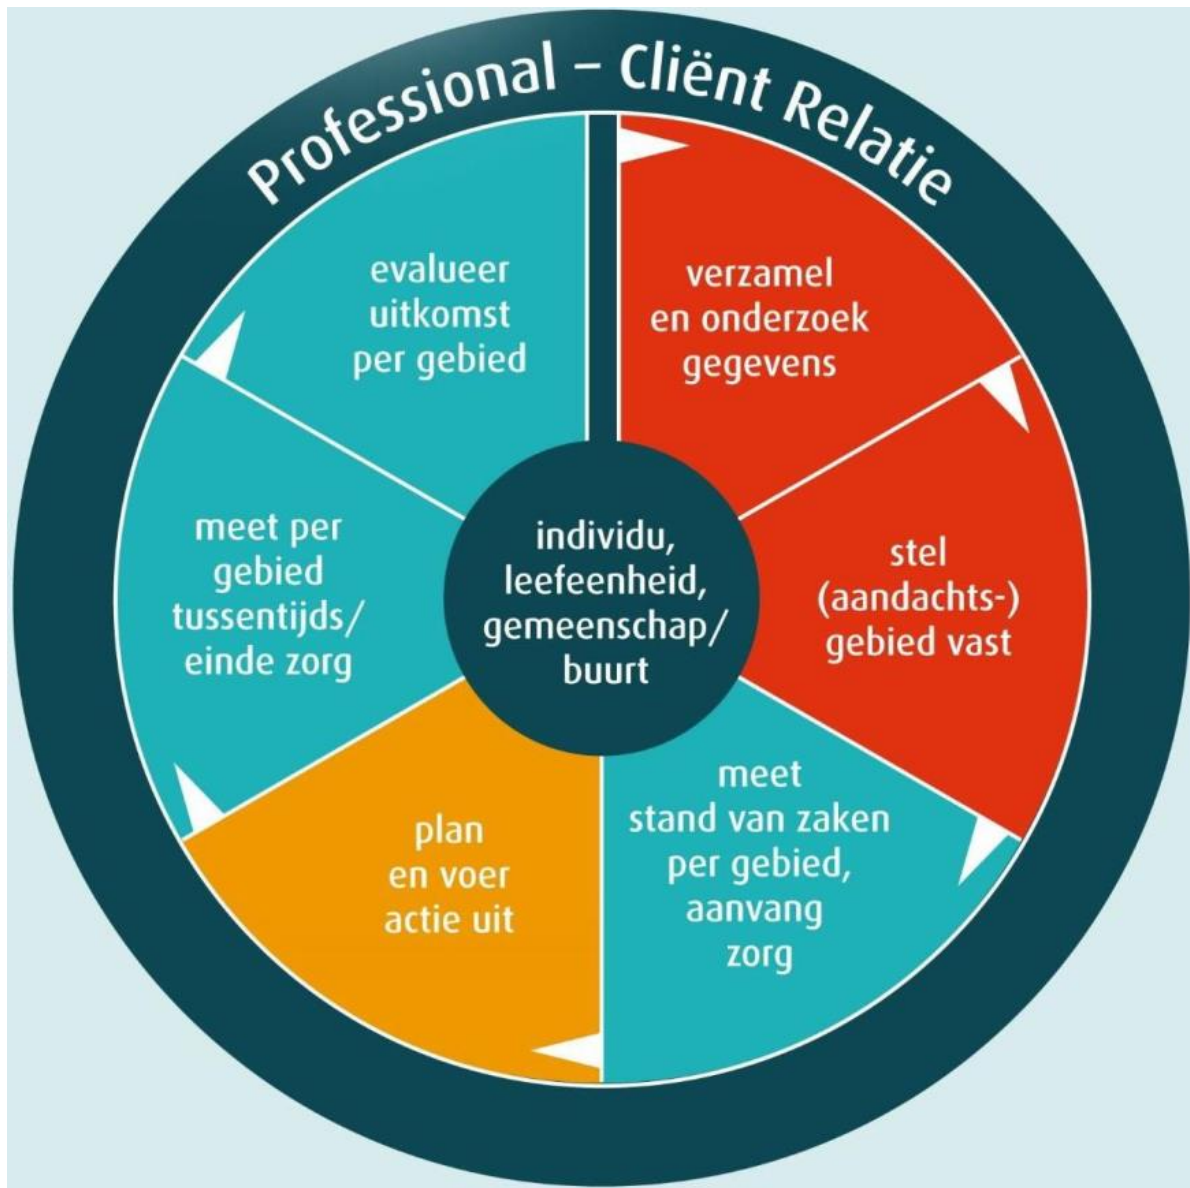 Professional – Cliënt Relatie
verzamel
en onderzoek
gegevens
stel
(aandachts-)
gebied vast
meet
stand van zaken
per gebied,
aanvang
zorg
plan
en voer
actie uit
meet per
gebied
tussentijds/
einde zorg
evalueer
uitkomst
per gebied
individu,
leefeenheid,
gemeenschap/
buurt